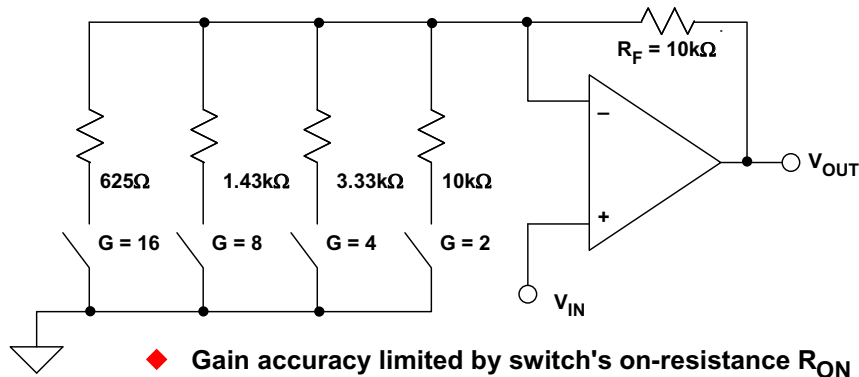 R_F = 10kΩ
–
+
V_OUT
V_IN
625Ω 1.43kΩ 3.33kΩ 10kΩ
G = 16 G = 8 G = 4 G = 2
◆ Gain accuracy limited by switch's on-resistance R_ON